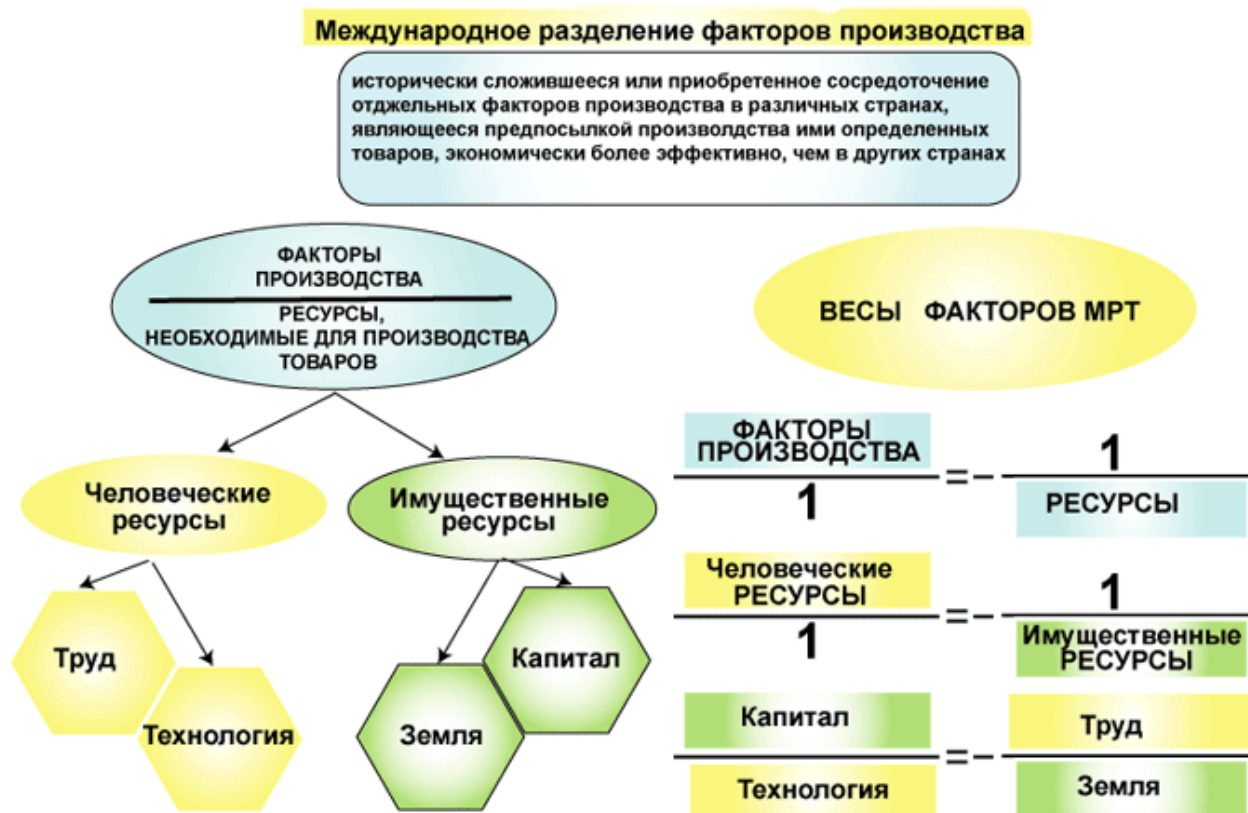 Международное разделение факторов производства
исторически сложившееся или приобретенное сосредоточение
отджельных факторов производства в различных странах,
являющееся предпосылкой произволдства ими определенных
товаров, экономически более эффективно, чем в других странах
ФАКТОРЫ
ПРОИЗВОДСТВА
РЕСУРСЫ,
НЕОБХОДИМЫЕ ДЛЯ ПРОИЗВОДСТВА
ТОВАРОВ
Человеческие
ресурсы
Имущественные
ресурсы
Труд
Технология
Капитал
Земля
ВЕСЫ ФАКТОРОВ МРТ
ФАКТОРЫ
ПРОИЗВОДСТВА
1
=-
1
РЕСУРСЫ
Человеческие
РЕСУРСЫ
1
=-
1
Имущественные
РЕСУРСЫ
Капитал
Технология
=-
Труд
Земля